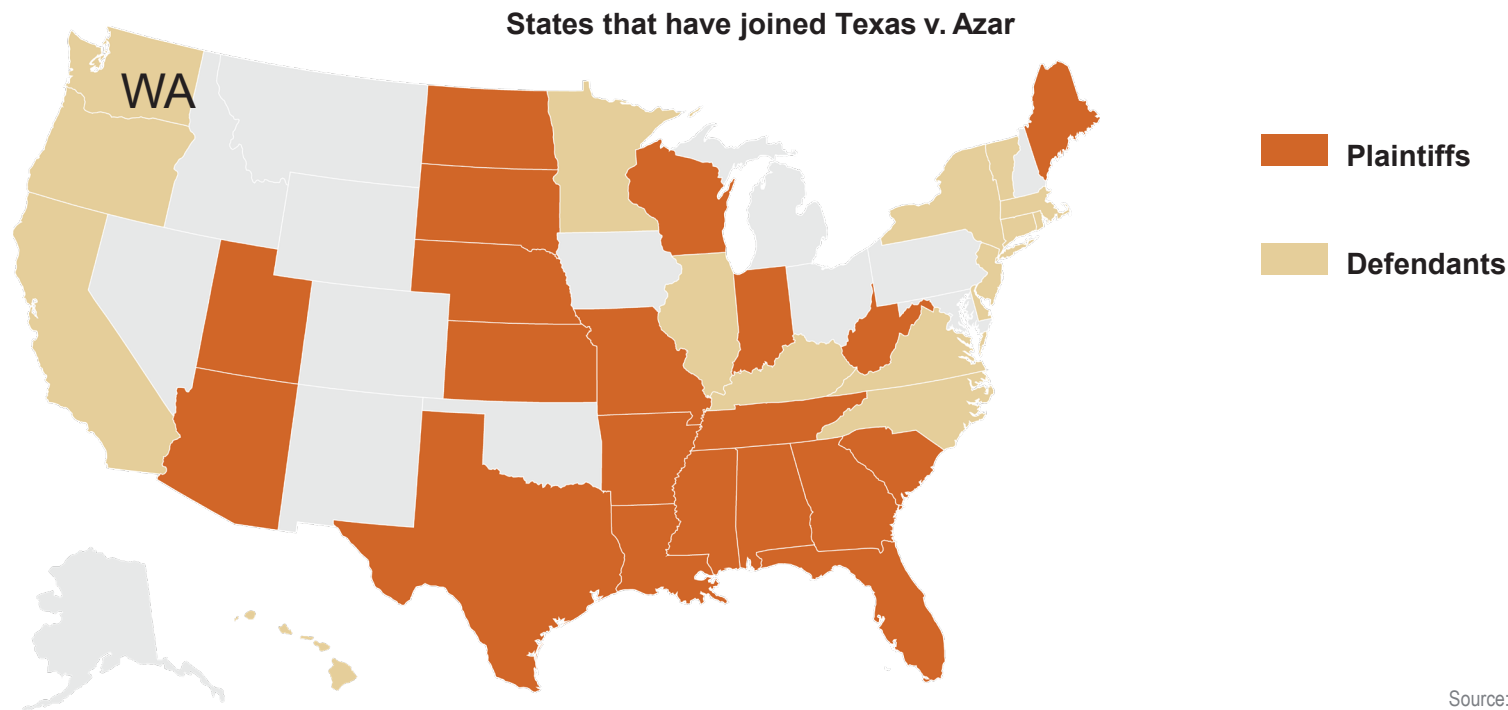 States that have joined Texas v. Azar
WA
Plaintiffs
Defendants
Source: